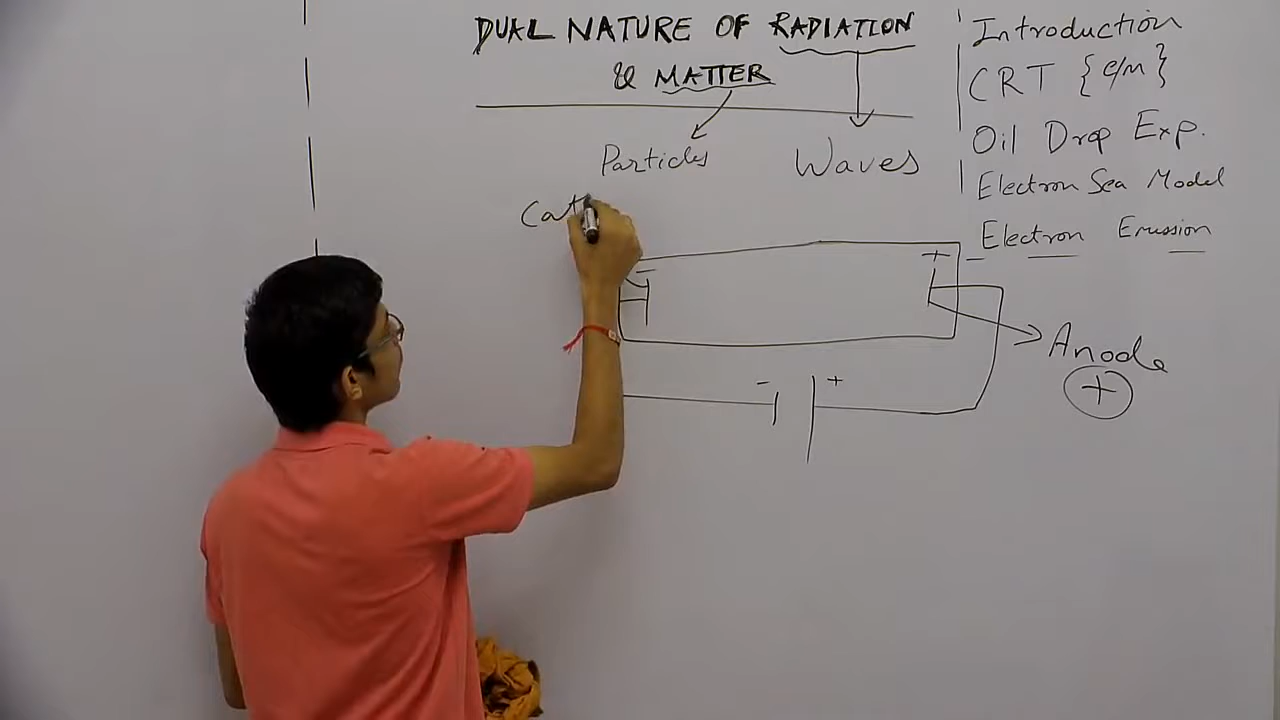 DUAL NATURE OF RADIATION
& MATTER
Particles
Waves
Cat
-
+
Anode
+
-
+
Introduction
CRT {e/m}
Oil Drop Exp.
Electron Sea Model
Electron Emission